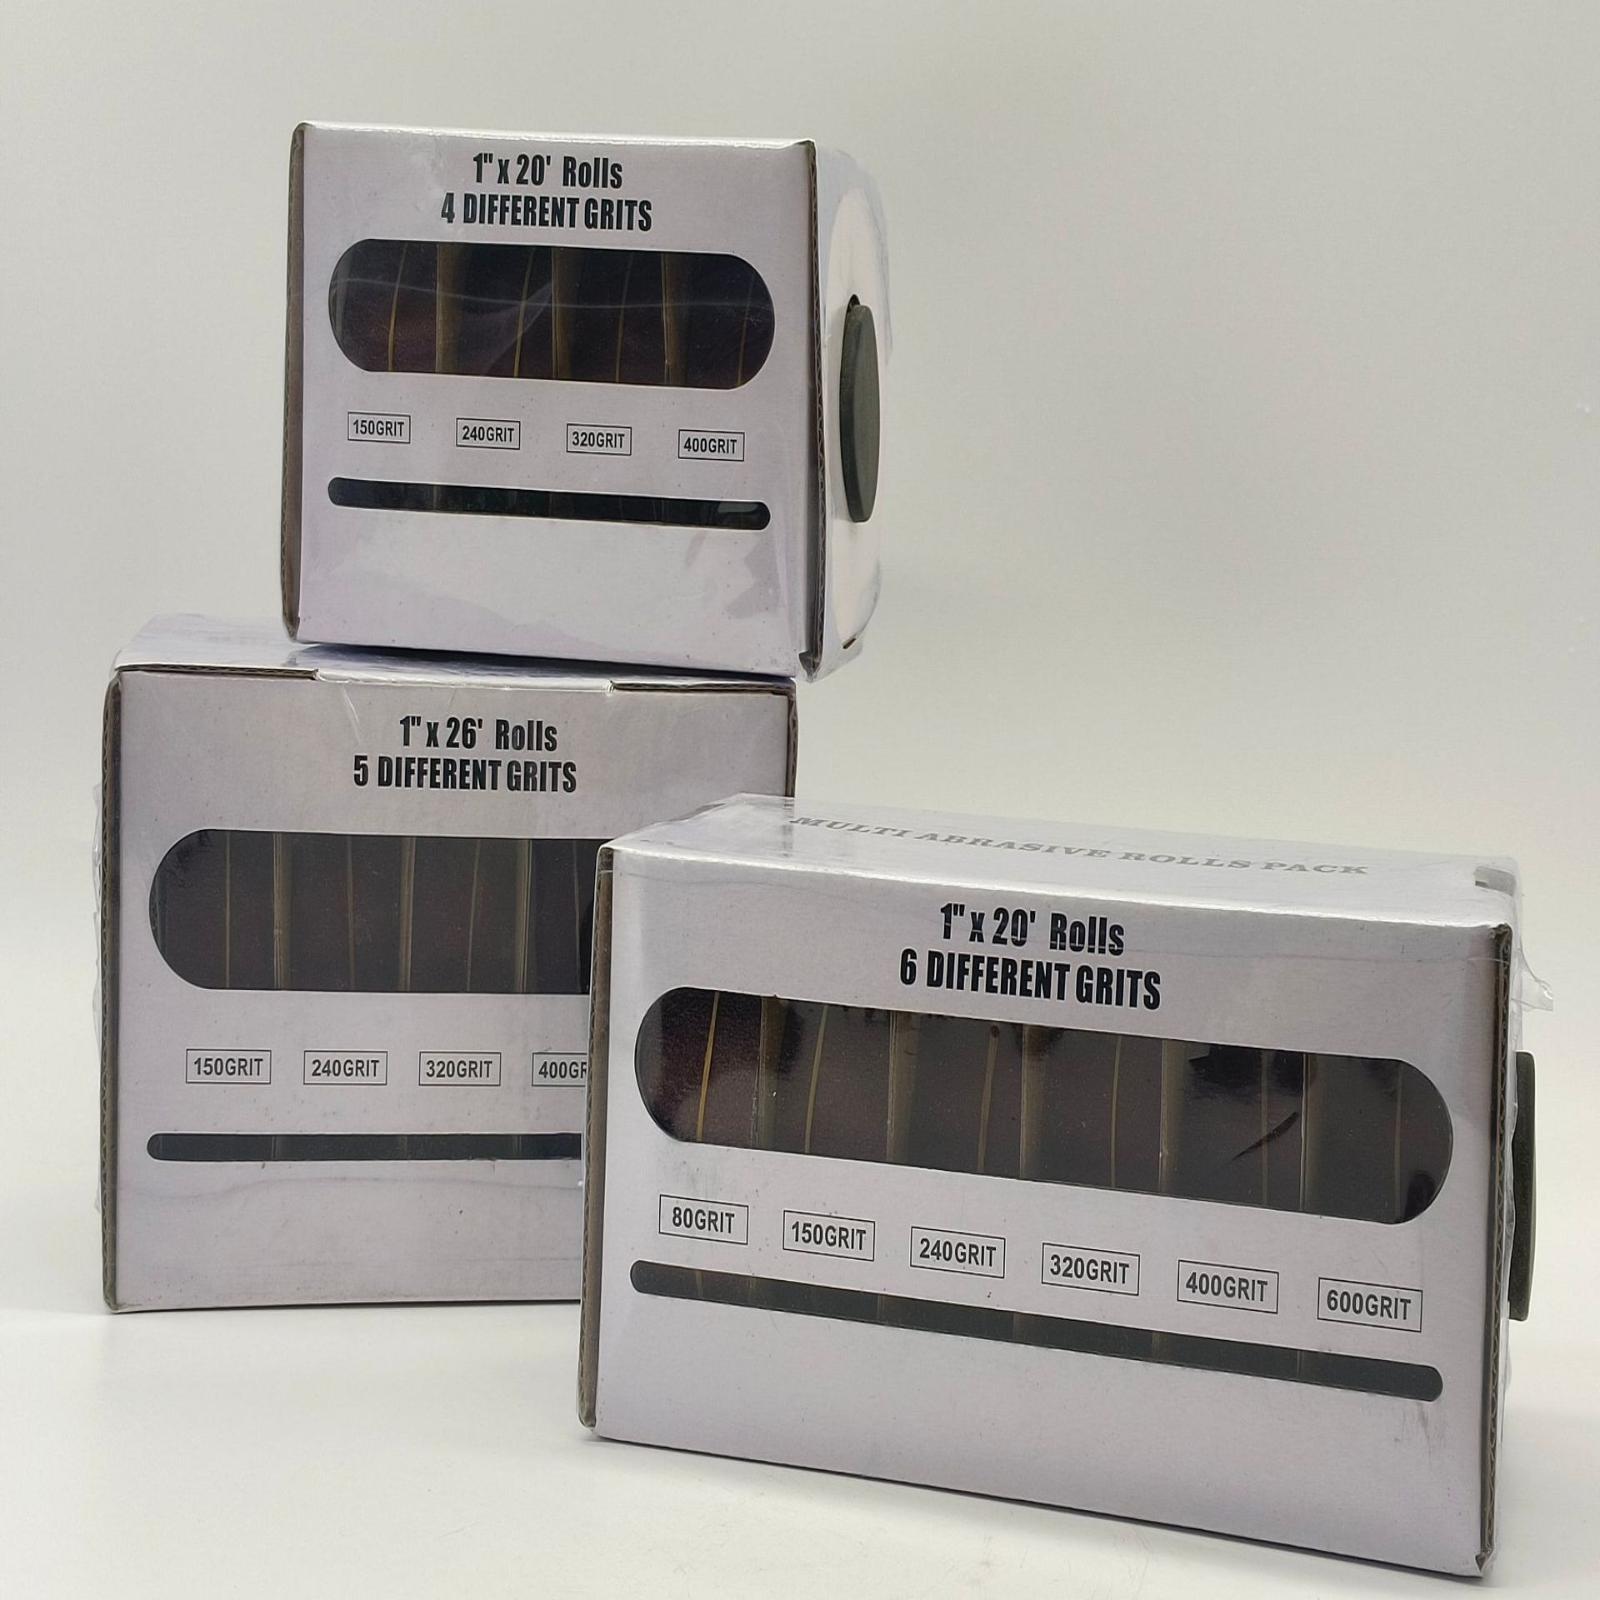 1" x 20' Rolls
4 DIFFERENT GRITS
150GRIT 240GRIT 320GRIT 400GRIT
1" x 26' Rolls
5 DIFFERENT GRITS
150GRIT 240GRIT 320GRIT 400GR
MULTI ABRASIVE ROLLS PACK
1" x 20' Rolls
6 DIFFERENT GRITS
80GRIT 150GRIT 240GRIT 320GRIT 400GRIT 600GRIT